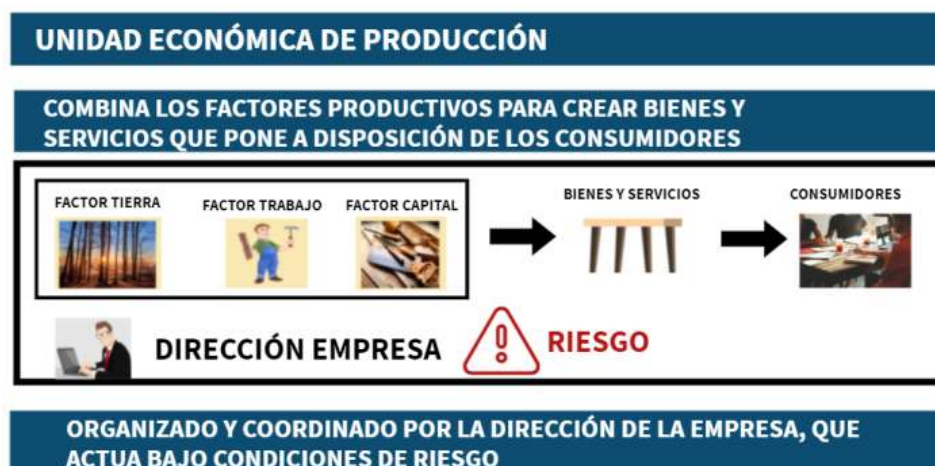 UNIDAD ECONÓMICA DE PRODUCCIÓN
COMBINA LOS FACTORES PRODUCTIVOS PARA CREAR BIENES Y
SERVICIOS QUE PONE A DISPOSICIÓN DE LOS CONSUMIDORES
FACTOR TIERRA
FACTOR TRABAJO
FACTOR CAPITAL
BIENES Y SERVICIOS
CONSUMIDORES
DIRECCIÓN EMPRESA
RIESGO
ORGANIZADO Y COORDINADO POR LA DIRECCIÓN DE LA EMPRESA, QUE
ACTUA BAJO CONDICIONES DE RIESGO